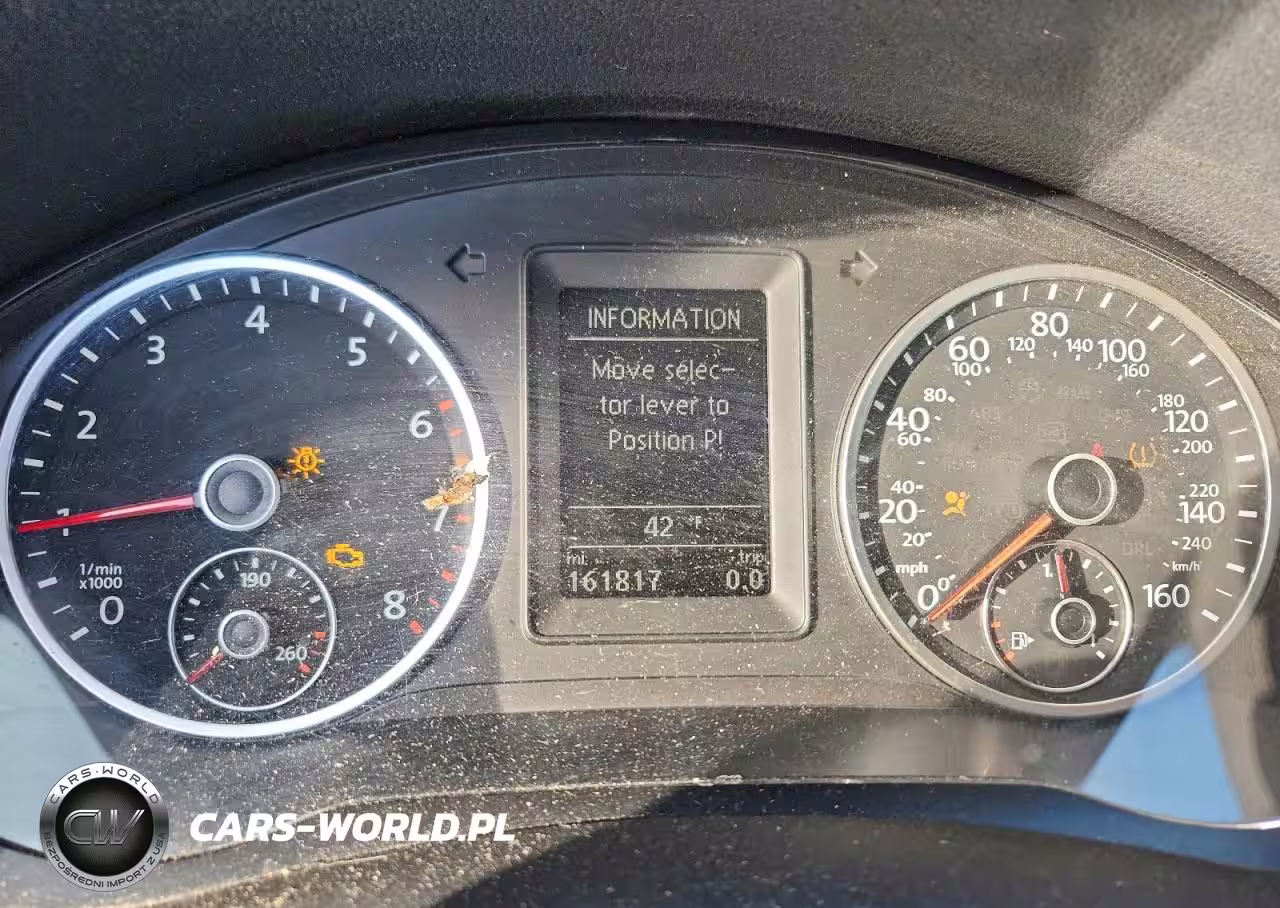 INFORMATION
Move selec-
tor lever to
Position P!
42 °F
mi trip
161817 0.0
0 1 2 3 4 5 6 7 8
1/min
x1000
190
260
0 20 40 60 80 100 120 140 160
20 40 60 80 100 120 140 160 180 200 220 240
mph
km/h
ABS
DRL
CARS-WORLD
CW
BEZPOŚREDNI IMPORT Z USA
CARS-WORLD.PL